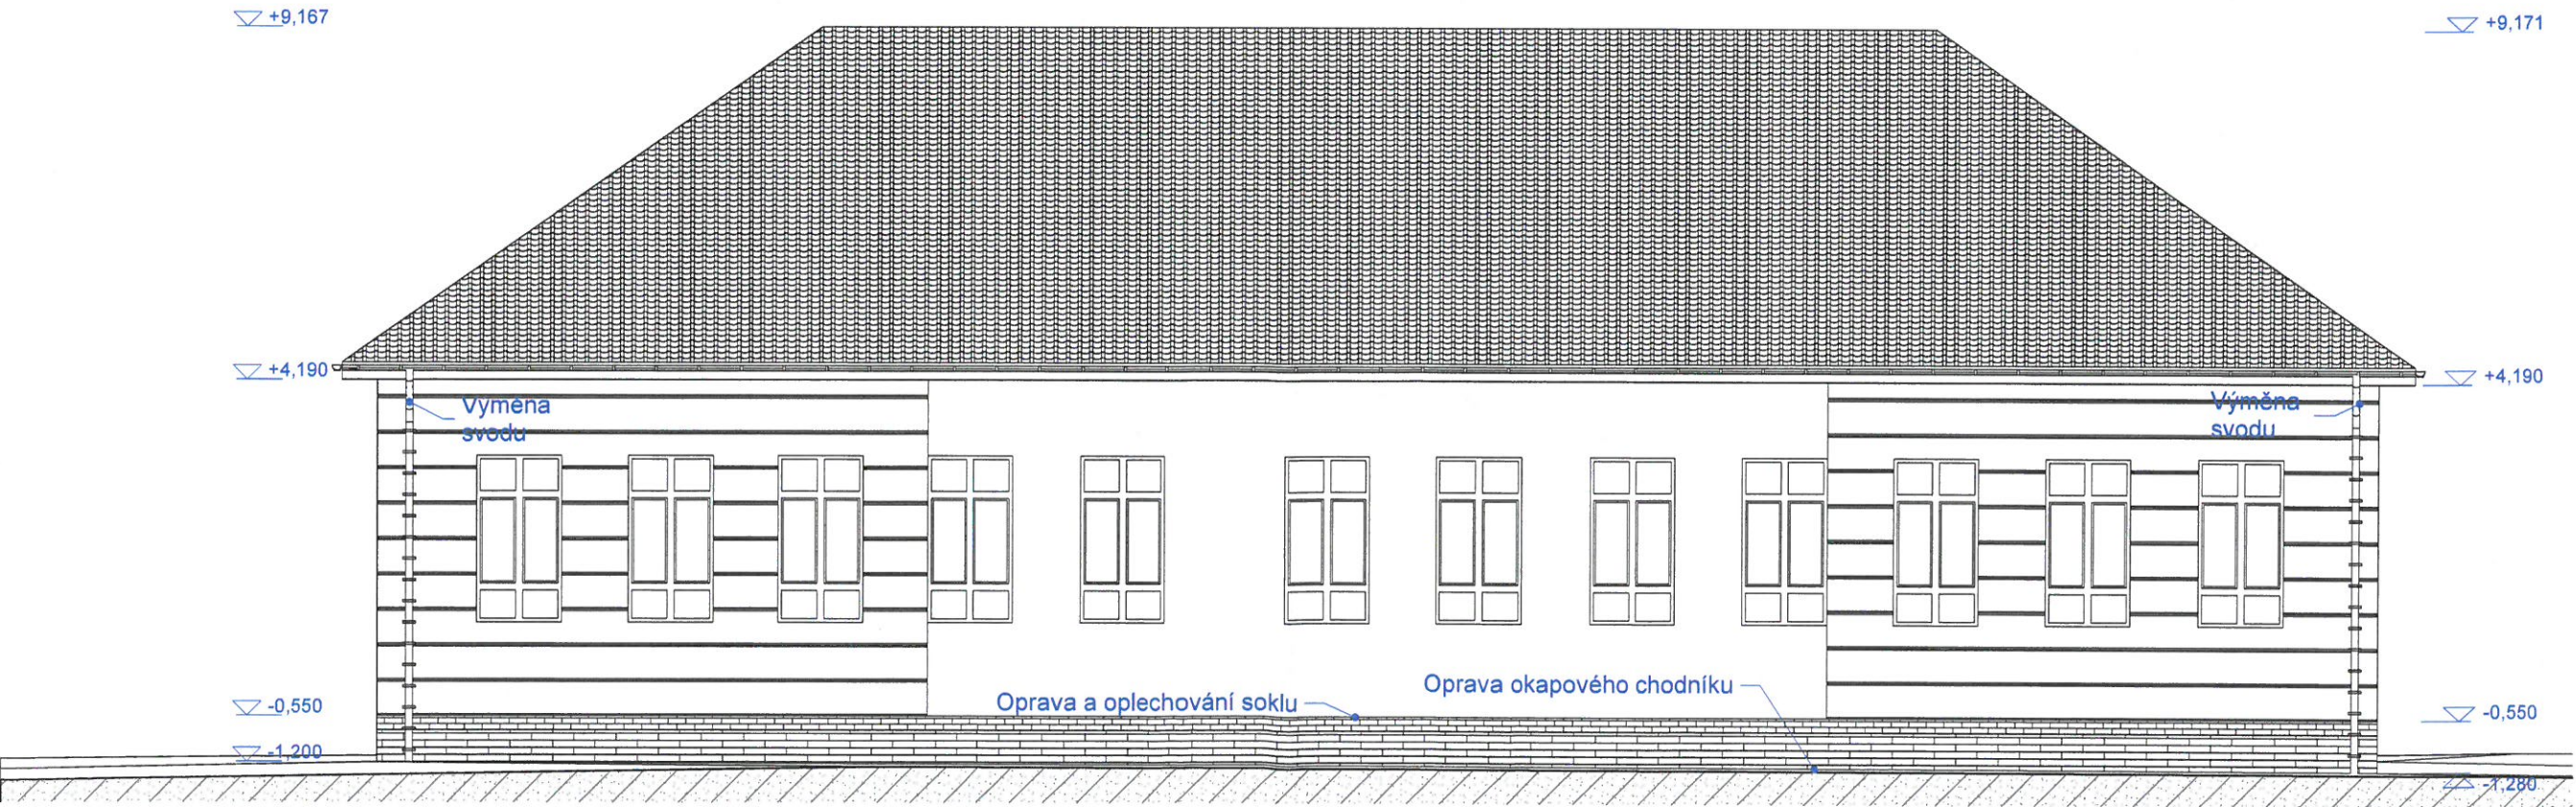 +9,167
+9,171
+4,190
+4,190
Výměna
svodu
Výměna
svodu
Oprava okapového chodníku
Oprava a oplechování soklu
-0,550
-0,550
-1,200
-1,280